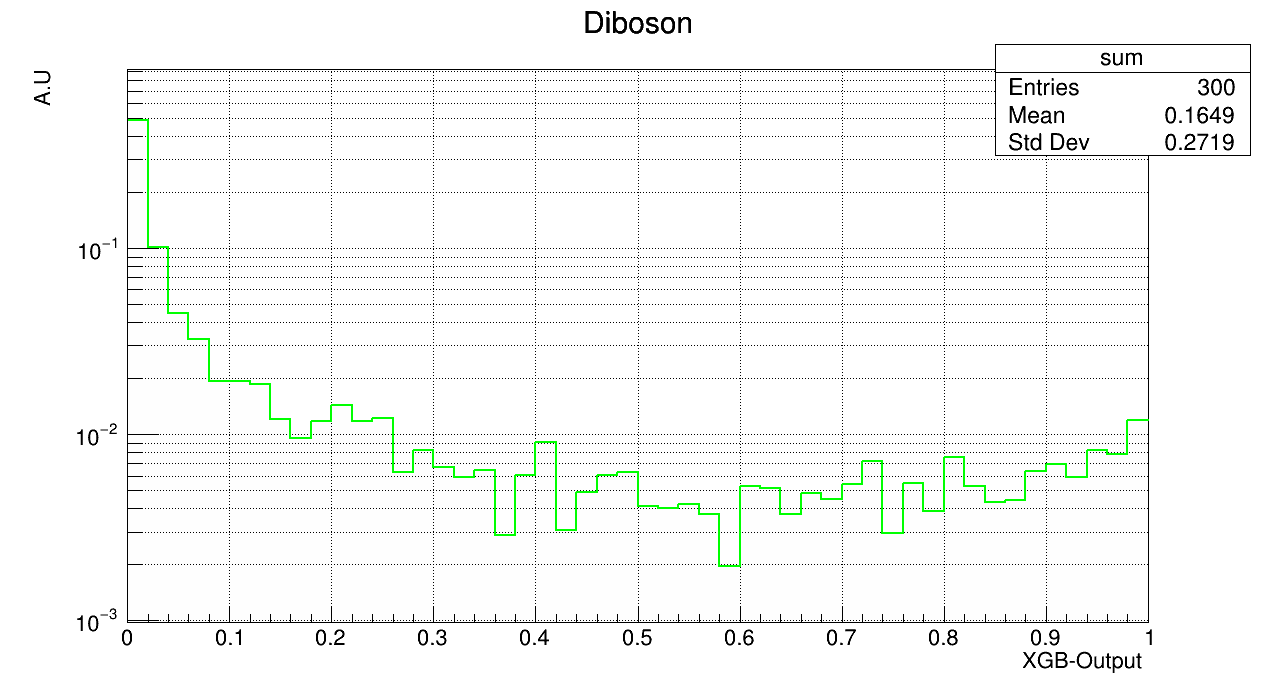 Diboson
sum
Entries 300
Mean 0.1649
Std Dev 0.2719
A.U
10−1
10−2
10−3
0 0.1 0.2 0.3 0.4 0.5 0.6 0.7 0.8 0.9 1
XGB-Output